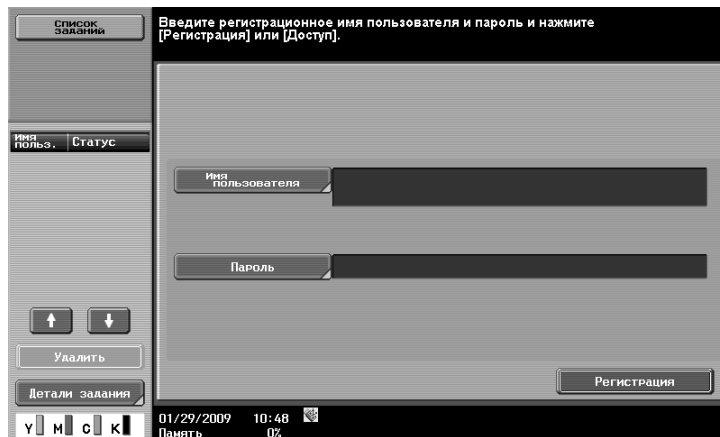 Список
заданий
Введите регистрационное имя пользователя и пароль и нажмите
[Регистрация] или [Доступ].
Имя
польз.
Статус
Имя
пользователя
Пароль
Удалить
Детали задания
Регистрация
Y M C K
01/29/2009 10:48
Память 0%